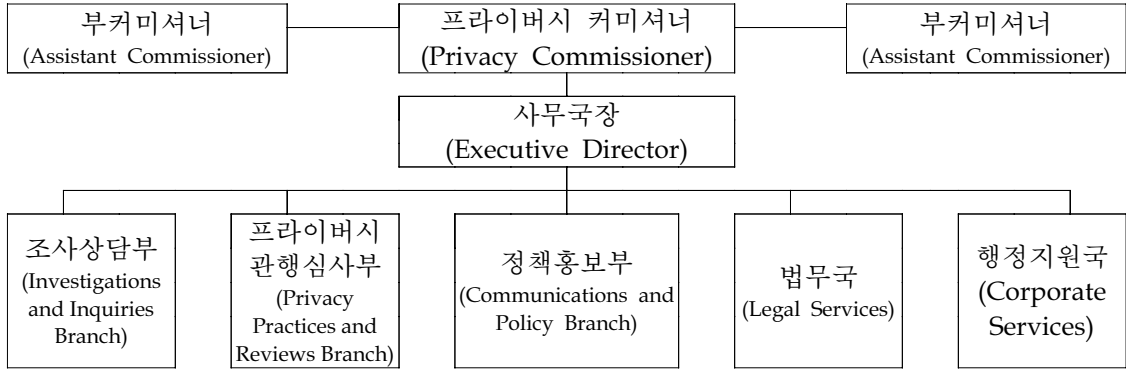 부커미셔너
(Assistant Commissioner)
프라이버시 커미셔너
(Privacy Commissioner)
부커미셔너
(Assistant Commissioner)
사무국장
(Executive Director)
조사상담부
(Investigations
and Inquiries
Branch)
프라이버시
관행심사부
(Privacy
Practices and
Reviews Branch)
정책홍보부
(Communications and
Policy Branch)
법무국
(Legal Services)
행정지원국
(Corporate
Services)